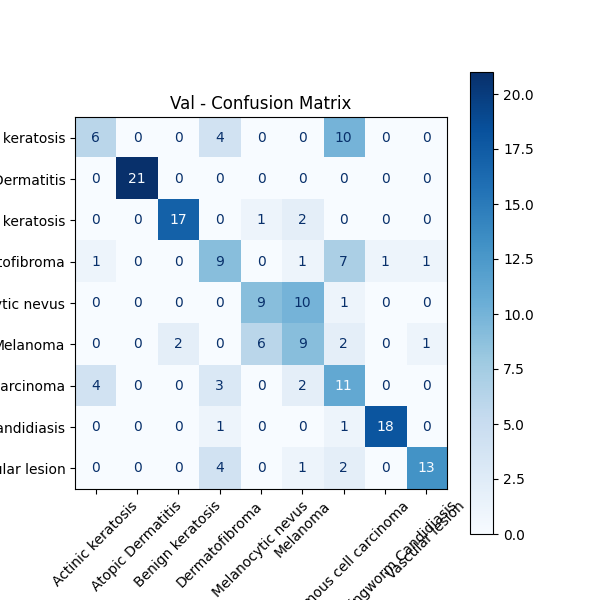 Val - Confusion Matrix
keratosis 6 0 0 4 0 0 10 0 0
Dermatitis 0 21 0 0 0 0 0 0 0
keratosis 0 0 17 0 1 2 0 0 0
tofibroma 1 0 0 9 0 1 7 1 1
tic nevus 0 0 0 0 9 10 1 0 0
Melanoma 0 0 2 0 6 9 2 0 1
arcinoma 4 0 0 3 0 2 11 0 0
andidiasis 0 0 0 1 0 0 1 18 0
ular lesion 0 0 0 4 0 1 2 0 13
Actinic keratosis
Atopic Dermatitis
Benign keratosis
Dermatofibroma
Melanocytic nevus
Melanoma
mous cell carcinoma
ngworm Candidiasis
Vascular lesion
20.0
17.5
15.0
12.5
10.0
7.5
5.0
2.5
0.0